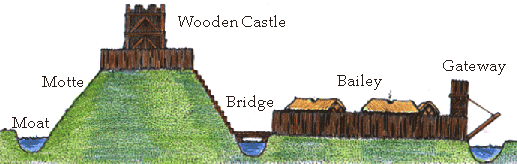 Wooden Castle
Gateway
Motte
Bailey
Bridge
Moat